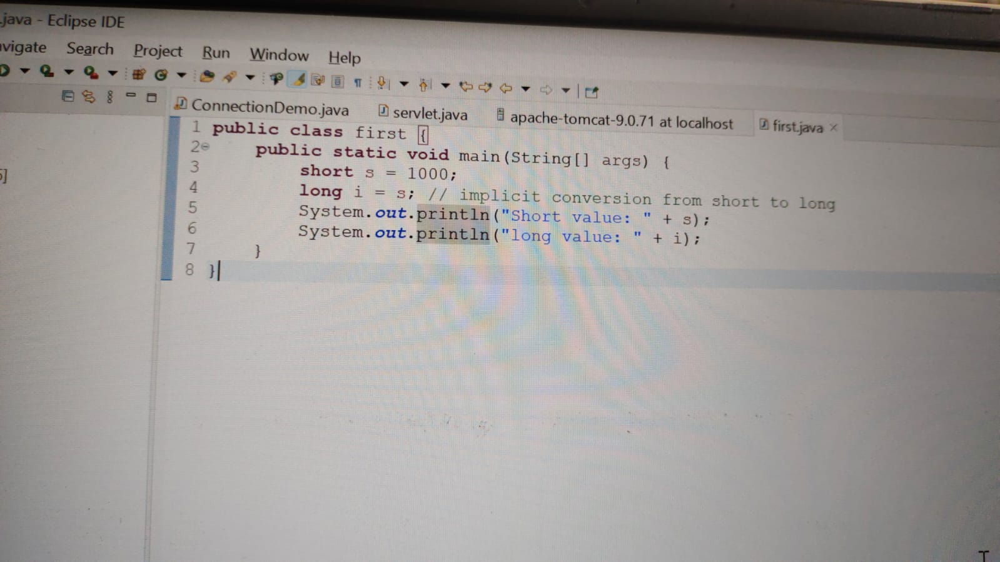 .java - Eclipse IDE
avigate Search Project Run Window Help
ConnectionDemo.java servlet.java apache-tomcat-9.0.71 at localhost first.java
1 public class first {
2 public static void main(String[] args) {
3 short s = 1000;
4 long i = s; // implicit conversion from short to long
5 System.out.println("Short value: " + s);
6 System.out.println("long value: " + i);
7 }
8 }